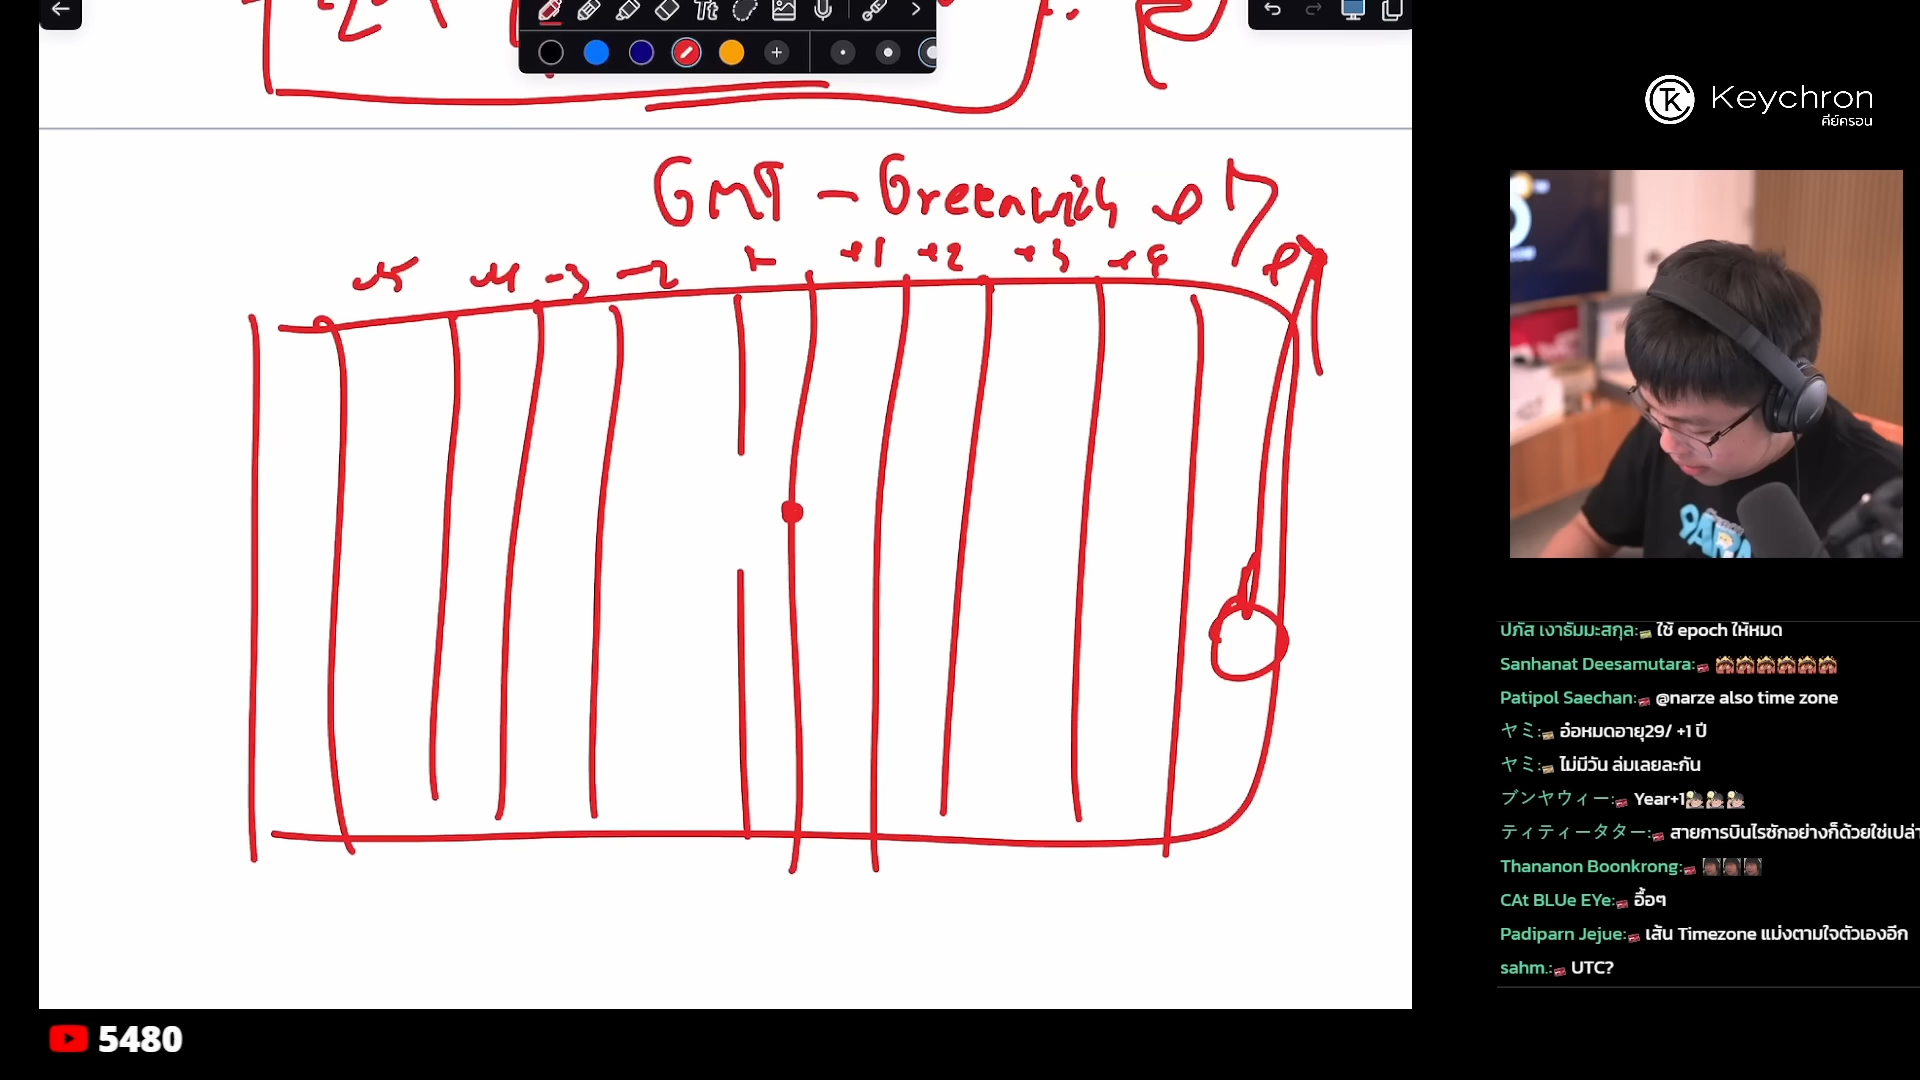 Tt
Keychron
คีย์ครอน
GMT - Greenwich
-3 -2 +1 +2 +3 +4
ปภัส เงาธัมมะสกุล: ใช้ epoch ให้หมด
Sanhanat Deesamutara:
Patipol Saechan: @narze also time zone
ヤミ: อ๋อหมดอายุ29/ +1 ปี
ヤミ: ไม่มีวัน ล่มเลยละกัน
ブンヤウィー: Year+1
ティティータター: สายการบินไรซักอย่างก็ด้วยใช่เปล่า
Thananon Boonkrong:
CAt BLUe EYe: อื้อๆ
Padiparn Jejue: เส้น Timezone แม่งตามใจตัวเองอีก
sahm.: UTC?
5480